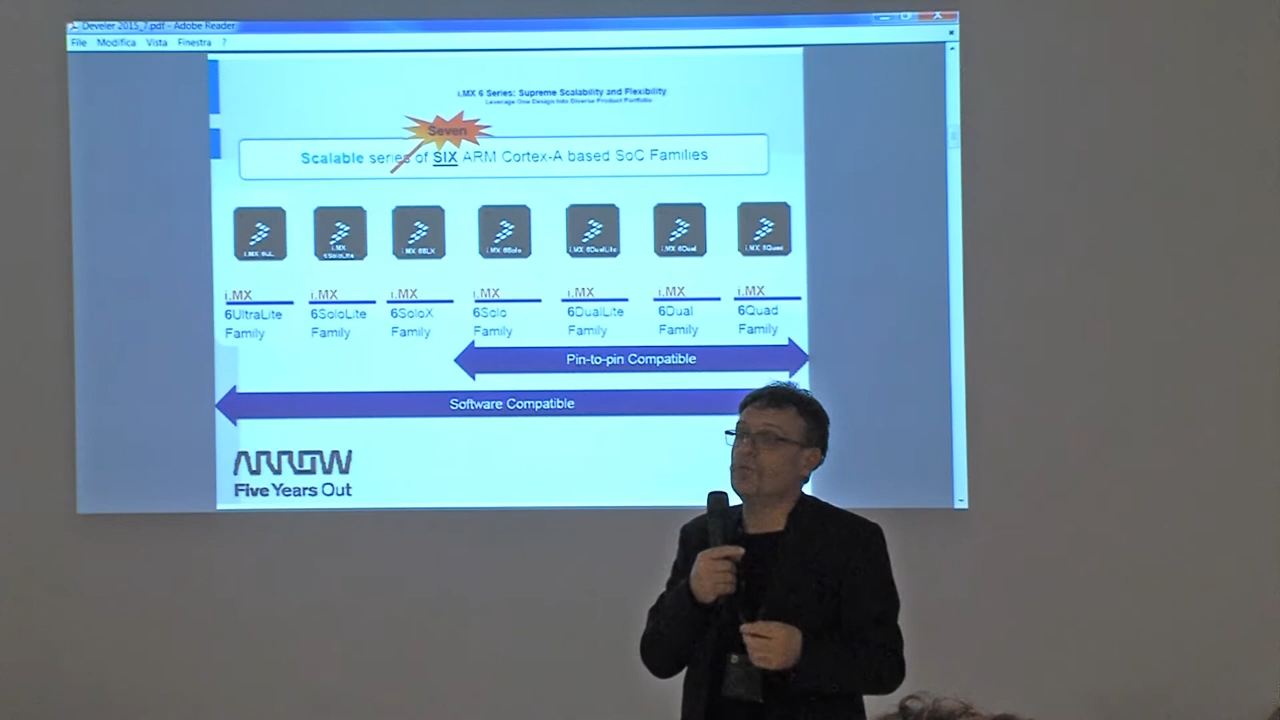 Develer 2015_7.pdf - Adobe Reader
File Modifica Vista Finestra ?
i.MX 6 Series: Supreme Scalability and Flexibility
Leverage One Design Into Diverse Product Portfolio
Seven
Scalable series of SIX ARM Cortex-A based SoC Families
i.MX 6UL
i.MX 6SoloLite
i.MX 6SLX
i.MX 6Solo
i.MX 6DualLite
i.MX 6Dual
i.MX 6Quad
i.MX 6UltraLite Family
i.MX 6SoloLite Family
i.MX 6SoloX Family
i.MX 6Solo Family
i.MX 6DualLite Family
i.MX 6Dual Family
i.MX 6Quad Family
Pin-to-pin Compatible
Software Compatible
ARROW
Five Years Out